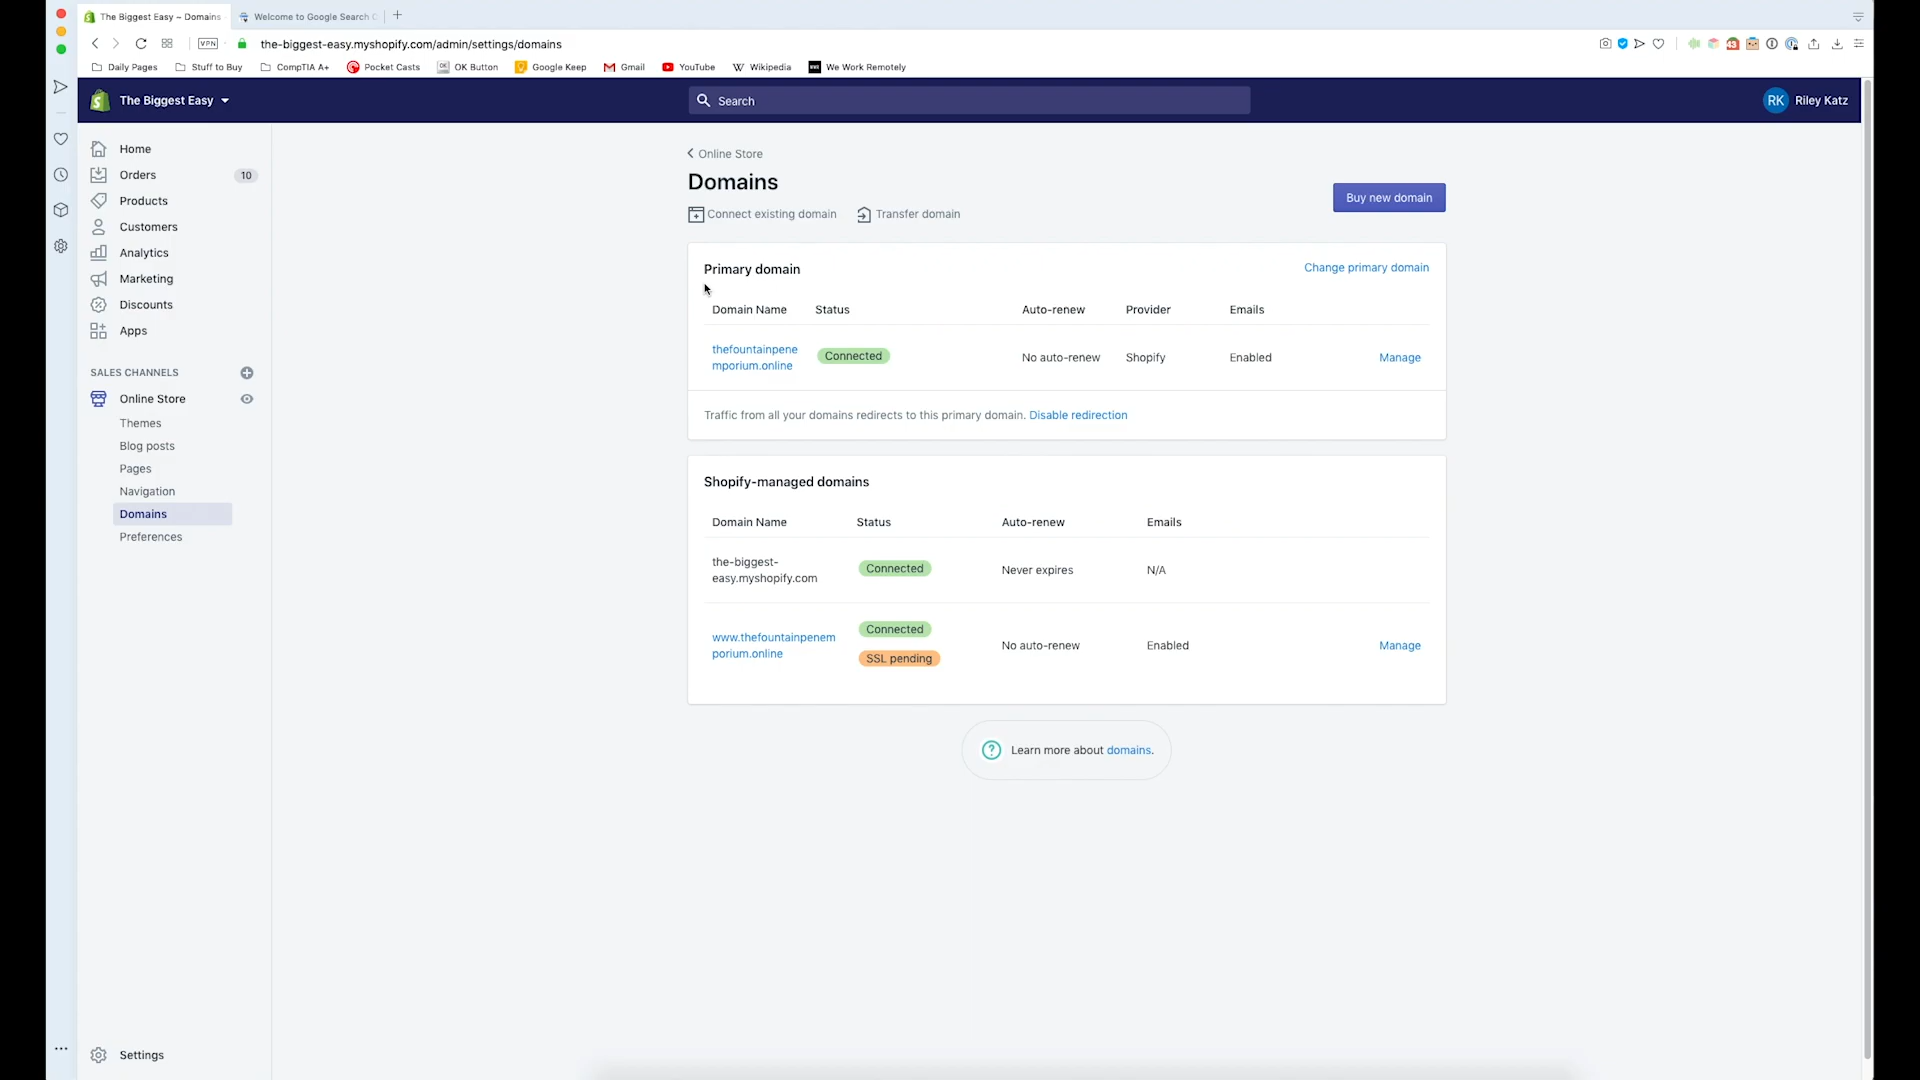 The Biggest Easy ~ Domains
Welcome to Google Search
VPN
the-biggest-easy.myshopify.com/admin/settings/domains
Daily Pages
Stuff to Buy
CompTIA A+
Pocket Casts
OK Button
Google Keep
Gmail
YouTube
Wikipedia
We Work Remotely
The Biggest Easy
Search
RK
Riley Katz
Home
Orders
10
Products
Customers
Analytics
Marketing
Discounts
Apps
SALES CHANNELS
Online Store
Themes
Blog posts
Pages
Navigation
Domains
Preferences
Settings
Online Store
Domains
Connect existing domain
Transfer domain
Buy new domain
Primary domain
Change primary domain
Domain Name Status Auto-renew Provider Emails
thefountainpene
mporium.online
Connected
No auto-renew
Shopify
Enabled
Manage
Traffic from all your domains redirects to this primary domain. Disable redirection
Shopify-managed domains
Domain Name Status Auto-renew Emails
the-biggest-
easy.myshopify.com
Connected
Never expires
N/A
www.thefountainpenem
porium.online
Connected
SSL pending
No auto-renew
Enabled
Manage
Learn more about domains.